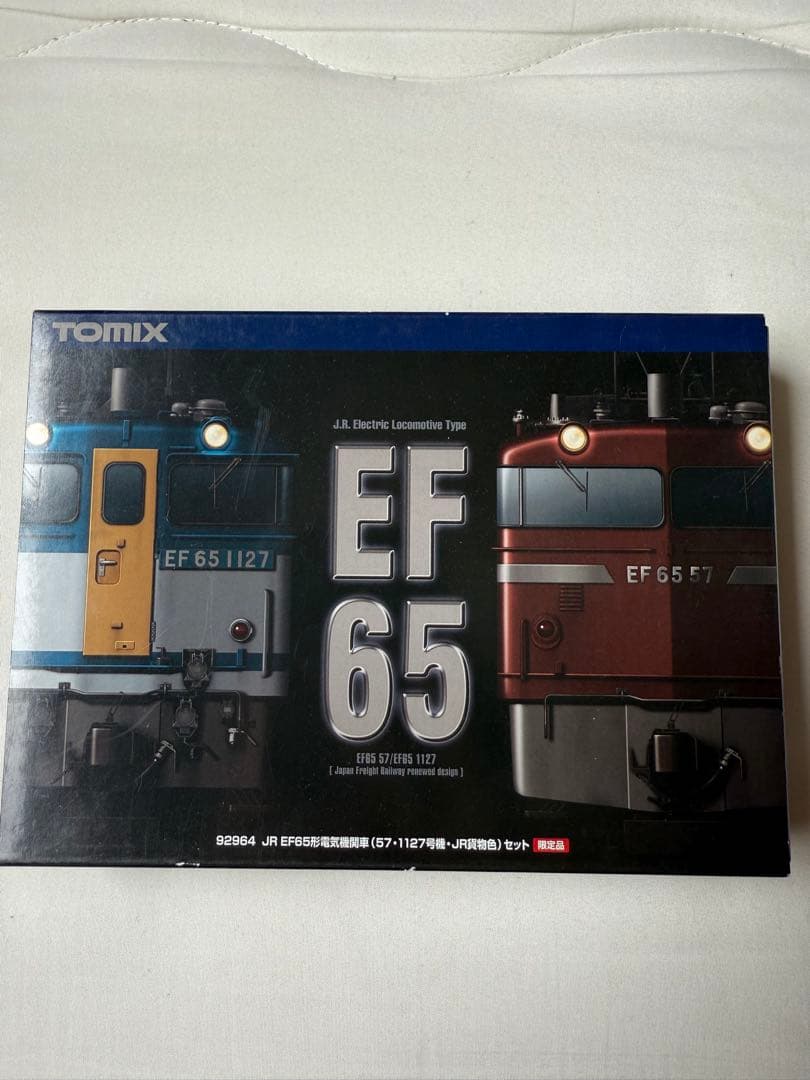 TOMIX
J.R. Electric Locomotive Type
EF
65
EF 65 1127
EF 65 57
EF65 57/EF65 1127
[ Japan Freight Railway renewed design ]
92964 JR EF65形電気機関車(57・1127号機・JR貨物色)セット 限定品